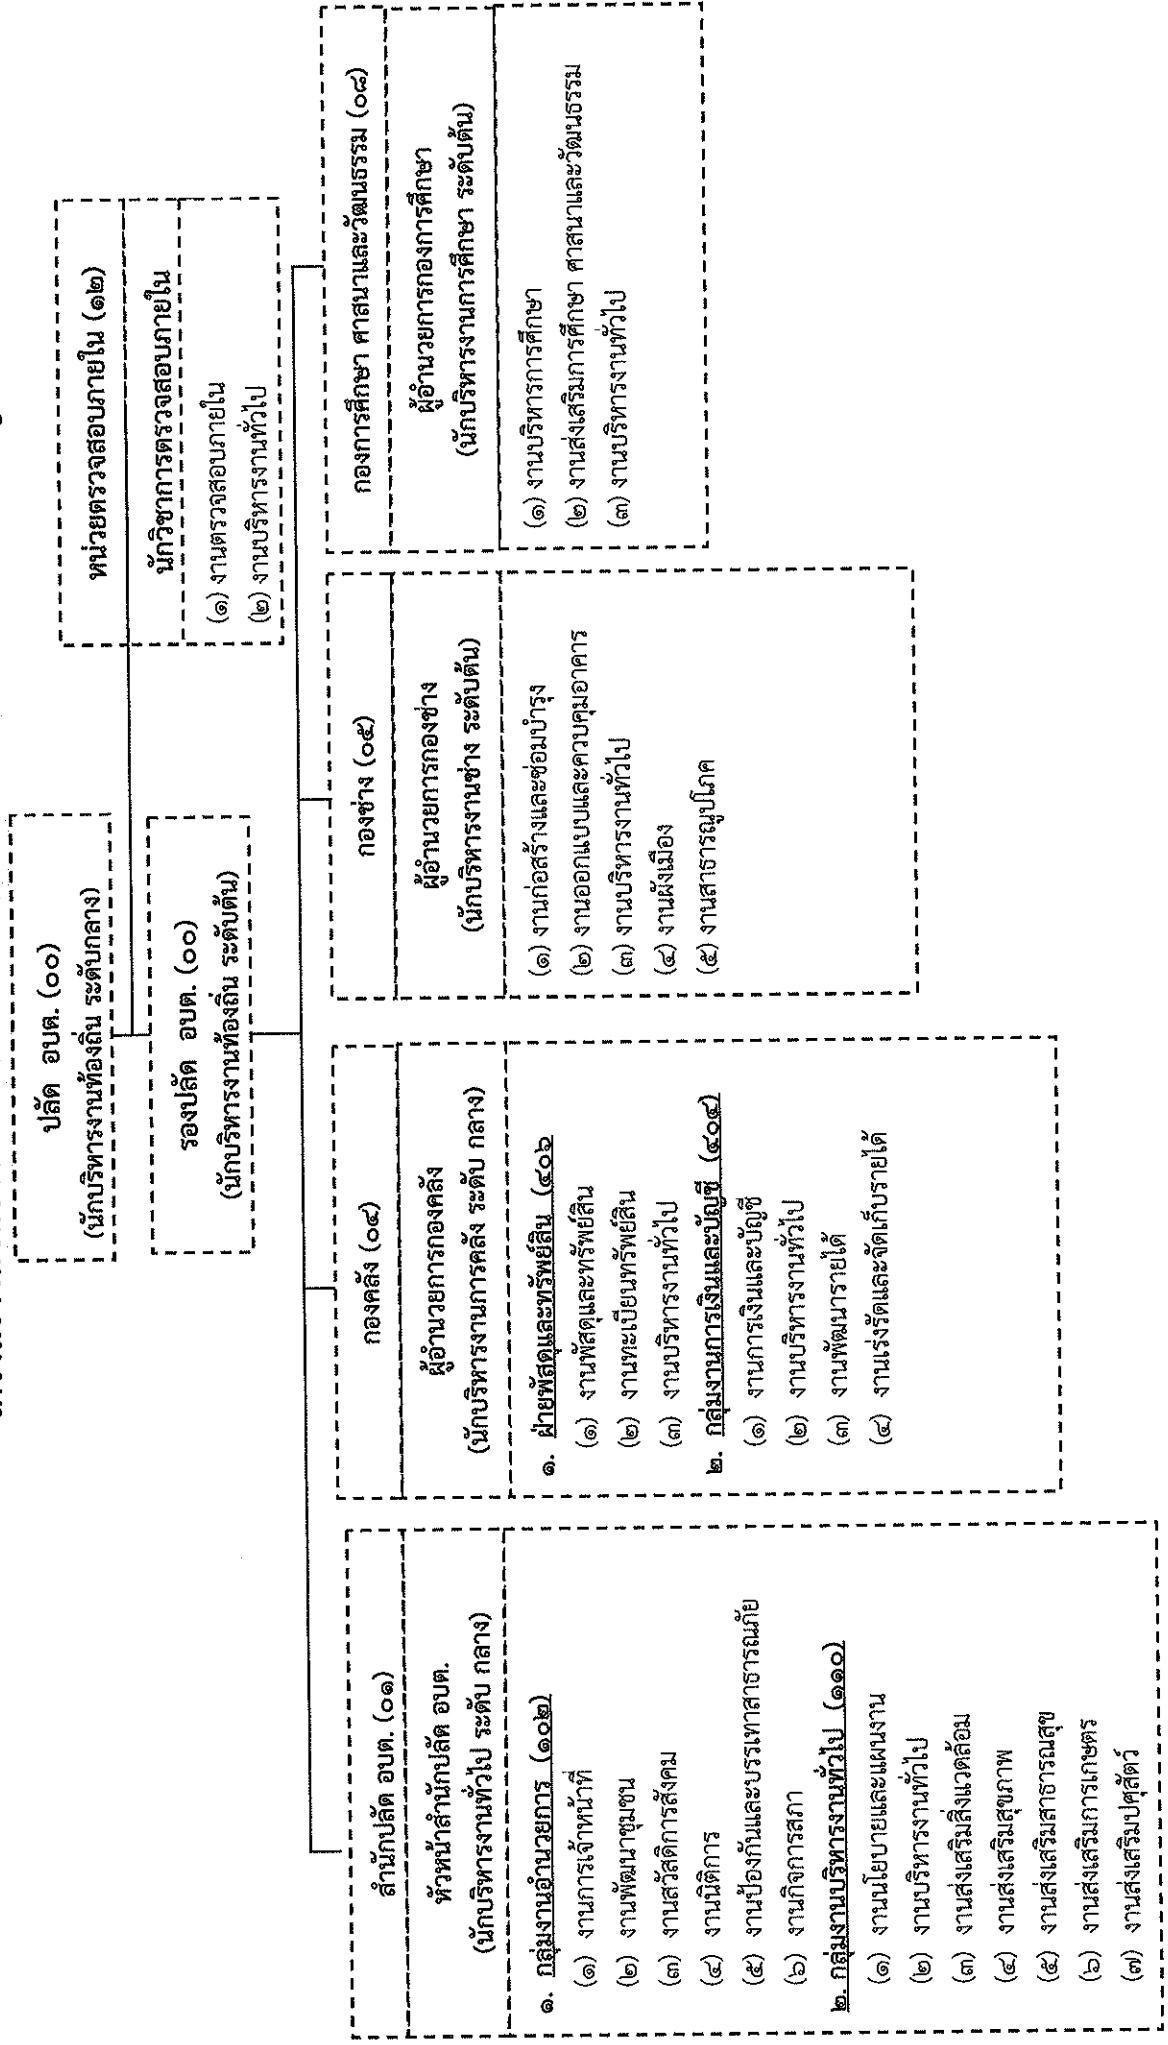 ปลัด อบต. (๐๐)
(นักบริหารงานท้องถิ่น ระดับกลาง)
รองปลัด อบต. (๐๐)
(นักบริหารงานท้องถิ่น ระดับต้น)
หน่วยตรวจสอบภายใน (๑๒)
นักวิชาการตรวจสอบภายใน
(๑) งานตรวจสอบภายใน
(๒) งานบริหารงานทั่วไป
สำนักปลัด อบต. (๐๑)
หัวหน้าสำนักปลัด อบต.
(นักบริหารงานทั่วไป ระดับ กลาง)
๑. กลุ่มงานอำนวยการ (๑๐๒)
(๑) งานการเจ้าหน้าที่
(๒) งานพัฒนาชุมชน
(๓) งานสวัสดิการสังคม
(๔) งานนิติการ
(๕) งานป้องกันและบรรเทาสาธารณภัย
(๖) งานกิจการสภา
๒. กลุ่มงานบริหารงานทั่วไป (๑๑๐)
(๑) งานนโยบายและแผนงาน
(๒) งานบริหารงานทั่วไป
(๓) งานส่งเสริมสิ่งแวดล้อม
(๔) งานส่งเสริมสุขภาพ
(๕) งานส่งเสริมสาธารณสุข
(๖) งานส่งเสริมการเกษตร
(๗) งานส่งเสริมปศุสัตว์
กองคลัง (๐๔)
ผู้อำนวยการกองคลัง
(นักบริหารงานการคลัง ระดับ กลาง)
๑. ฝ่ายพัสดุและทรัพย์สิน (๔๐๖
(๑) งานพัสดุและทรัพย์สิน
(๒) งานทะเบียนทรัพย์สิน
(๓) งานบริหารงานทั่วไป
๒. กลุ่มงานการเงินและบัญชี (๔๐๔)
(๑) งานการเงินและบัญชี
(๒) งานบริหารงานทั่วไป
(๓) งานพัฒนารายได้
(๔) งานเร่งรัดและจัดเก็บรายได้
กองช่าง (๐๕)
ผู้อำนวยการกองช่าง
(นักบริหารงานช่าง ระดับต้น)
(๑) งานก่อสร้างและซ่อมบำรุง
(๒) งานออกแบบและควบคุมอาคาร
(๓) งานบริหารงานทั่วไป
(๔) งานผังเมือง
(๕) งานสาธารณูปโภค
กองการศึกษา ศาสนาและวัฒนธรรม (๐๘)
ผู้อำนวยการกองการศึกษา
(นักบริหารงานการศึกษา ระดับต้น)
(๑) งานบริหารการศึกษา
(๒) งานส่งเสริมการศึกษา ศาสนาและวัฒนธรรม
(๓) งานบริหารงานทั่วไป